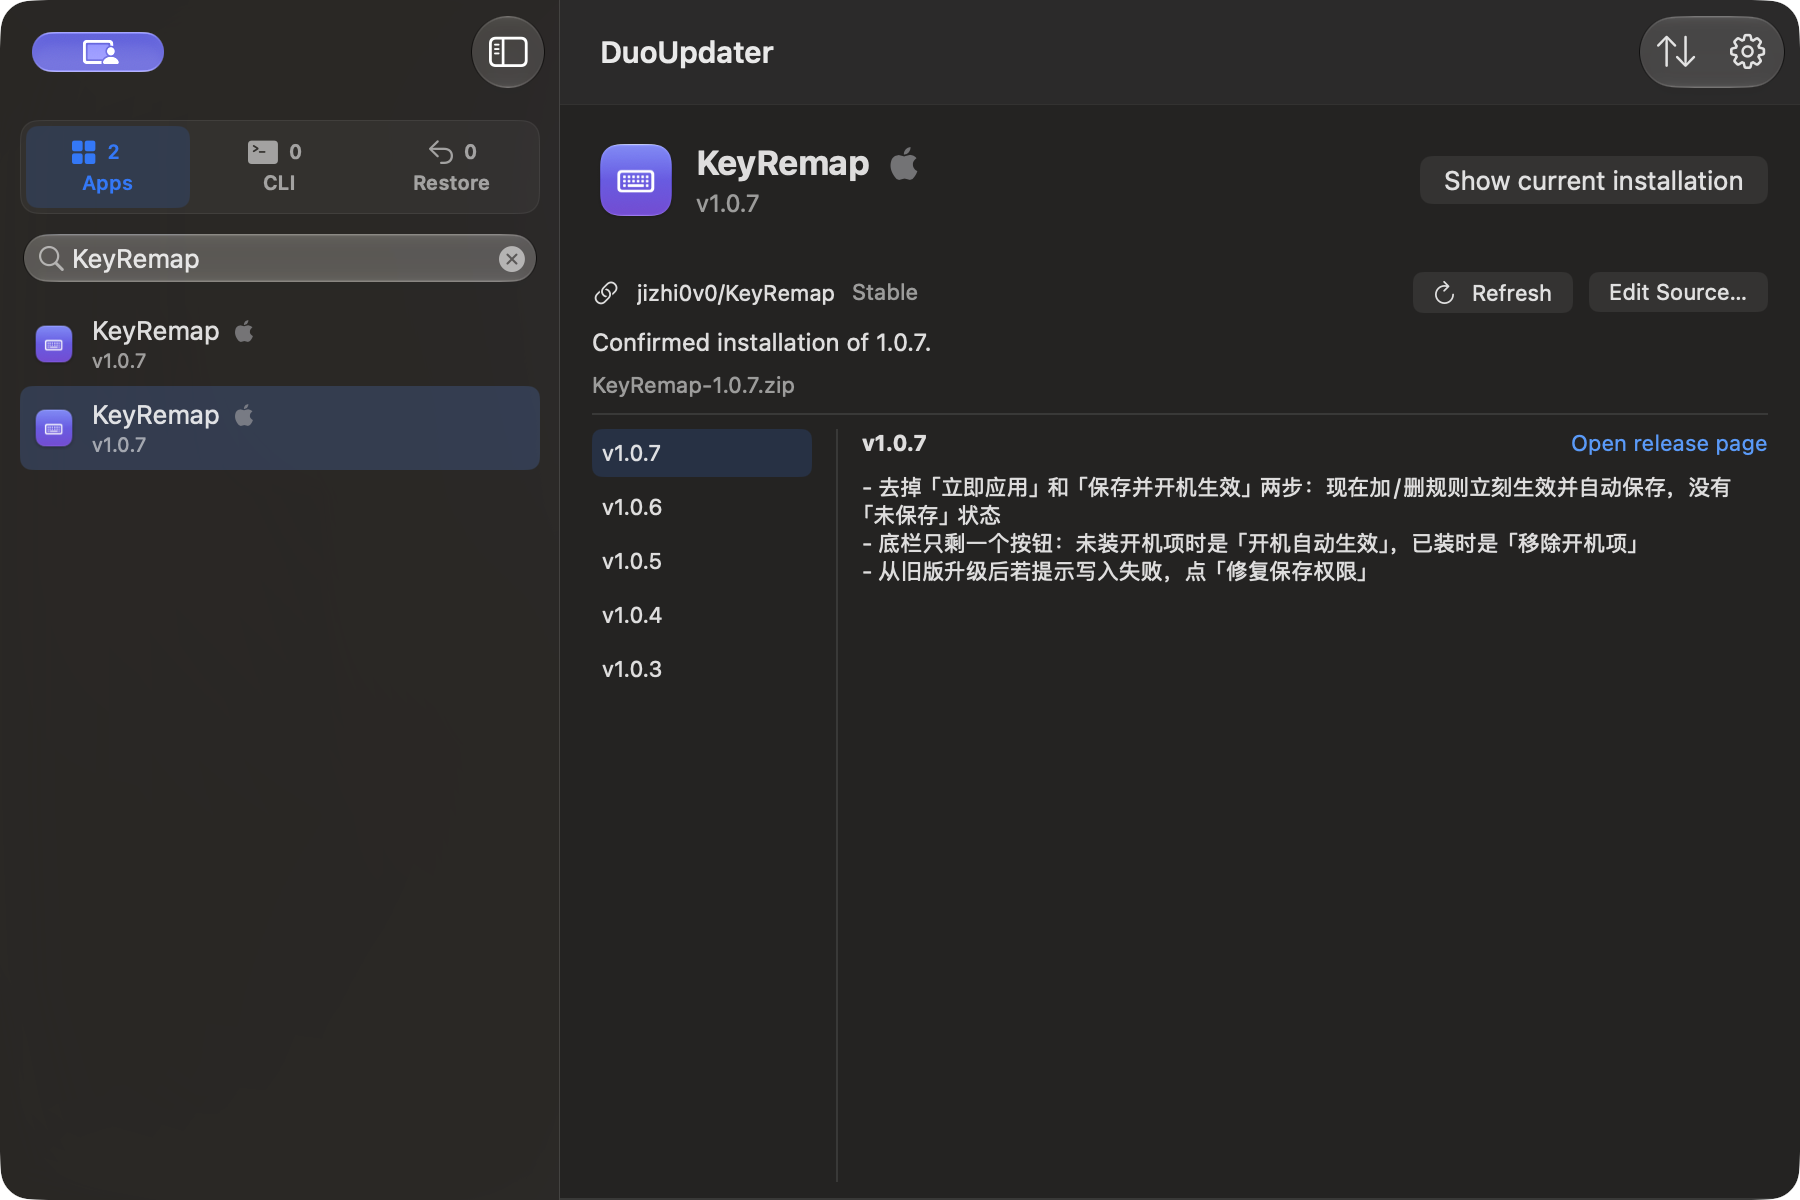 DuoUpdater
2
Apps
0
CLI
0
Restore
KeyRemap
KeyRemap
v1.0.7
KeyRemap
v1.0.7
KeyRemap
v1.0.7
Show current installation
jizhi0v0/KeyRemap Stable
Refresh
Edit Source...
Confirmed installation of 1.0.7.
KeyRemap-1.0.7.zip
v1.0.7
v1.0.6
v1.0.5
v1.0.4
v1.0.3
v1.0.7
Open release page
- 去掉「立即应用」和「保存并开机生效」两步：现在加/删规则立刻生效并自动保存，没有
「未保存」状态
- 底栏只剩一个按钮：未装开机项时是「开机自动生效」，已装时是「移除开机项」
- 从旧版升级后若提示写入失败，点「修复保存权限」